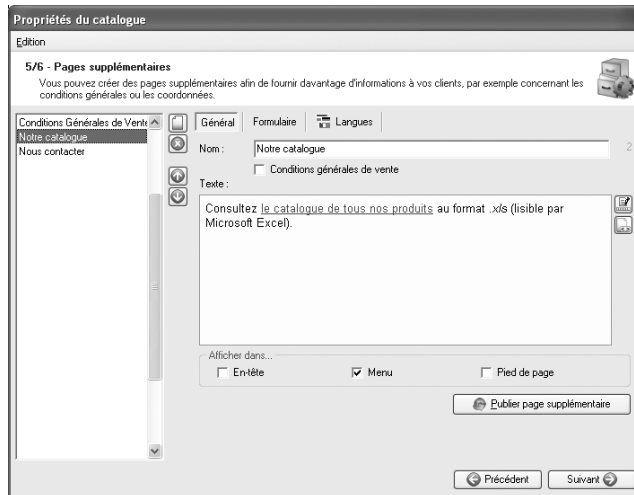 Propriétés du catalogue
Edition
5/6 - Pages supplémentaires
Vous pouvez créer des pages supplémentaires afin de fournir davantage d'informations à vos clients, par exemple concernant les
conditions générales ou les coordonnées.
Conditions Générales de Vente
Notre catalogue
Nous contacter
Général Formulaire Langues
Nom : Notre catalogue 2
Conditions générales de vente
Texte :
Consultez le catalogue de tous nos produits au format .xls (lisible par
Microsoft Excel).
Afficher dans...
En-tête Menu Pied de page
Publier page supplémentaire
Précédent Suivant